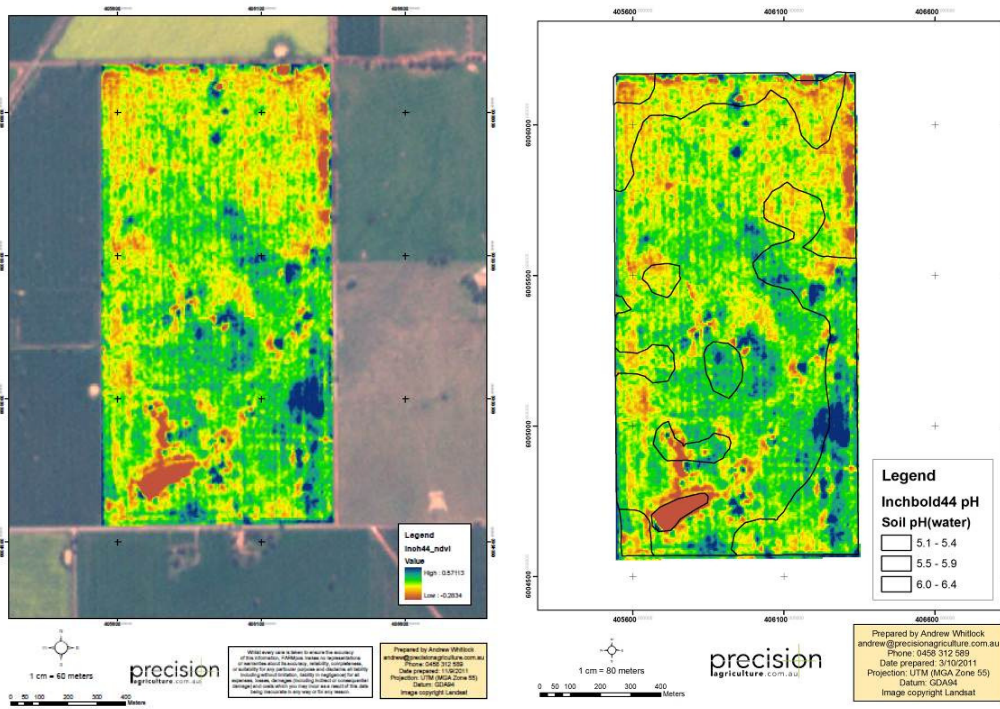 405600
406100
406600
Legend
Inch44_ndvi
Value
High : 0.57113
Low : -0.2834
1 cm = 60 meters
0 50 100 200 300 400
Meters
precision
agriculture.com.au
Prepared by Andrew Whitlock
andrew@precisionagriculture.com.au
Phone: 0458 312 589
Date prepared: 11/9/2011
Projection: UTM (MGA Zone 55)
Datum: GDA94
Image copyright Landsat
405600
406100
406600
6006000
6005500
6005000
6004500
Legend
Inchbold44 pH
Soil pH(water)
5.1 - 5.4
5.5 - 5.9
6.0 - 6.4
1 cm = 80 meters
0 50 100 200 300 400
Meters
precision
agriculture.com.au
Prepared by Andrew Whitlock
andrew@precisionagriculture.com.au
Phone: 0458 312 589
Date prepared: 3/10/2011
Projection: UTM (MGA Zone 55)
Datum: GDA94
Image copyright Landsat